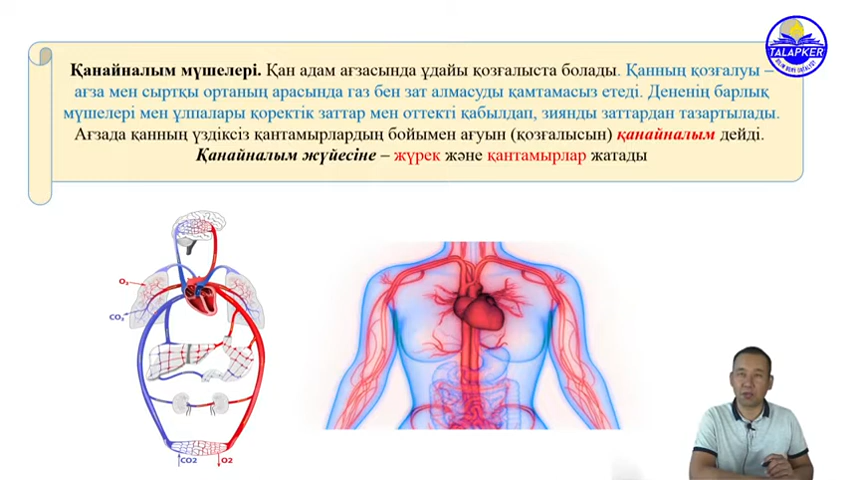 TALAPKER
Қанайналым мүшелері. Қан адам ағзасында ұдайы қозғалыста болады. Қанның қозғалуы –
ағза мен сыртқы ортаның арасында газ бен зат алмасуды қамтамасыз етеді. Дененің барлық
мүшелері мен ұлпалары қоректік заттар мен оттекті қабылдап, зиянды заттардан тазартылады.
Ағзада қанның үздіксіз қантамырлардың бойымен ағуын (қозғалысын) қанайналым дейді.
Қанайналым жүйесіне – жүрек және қантамырлар жатады
O₂
CO₂
CO2 O2